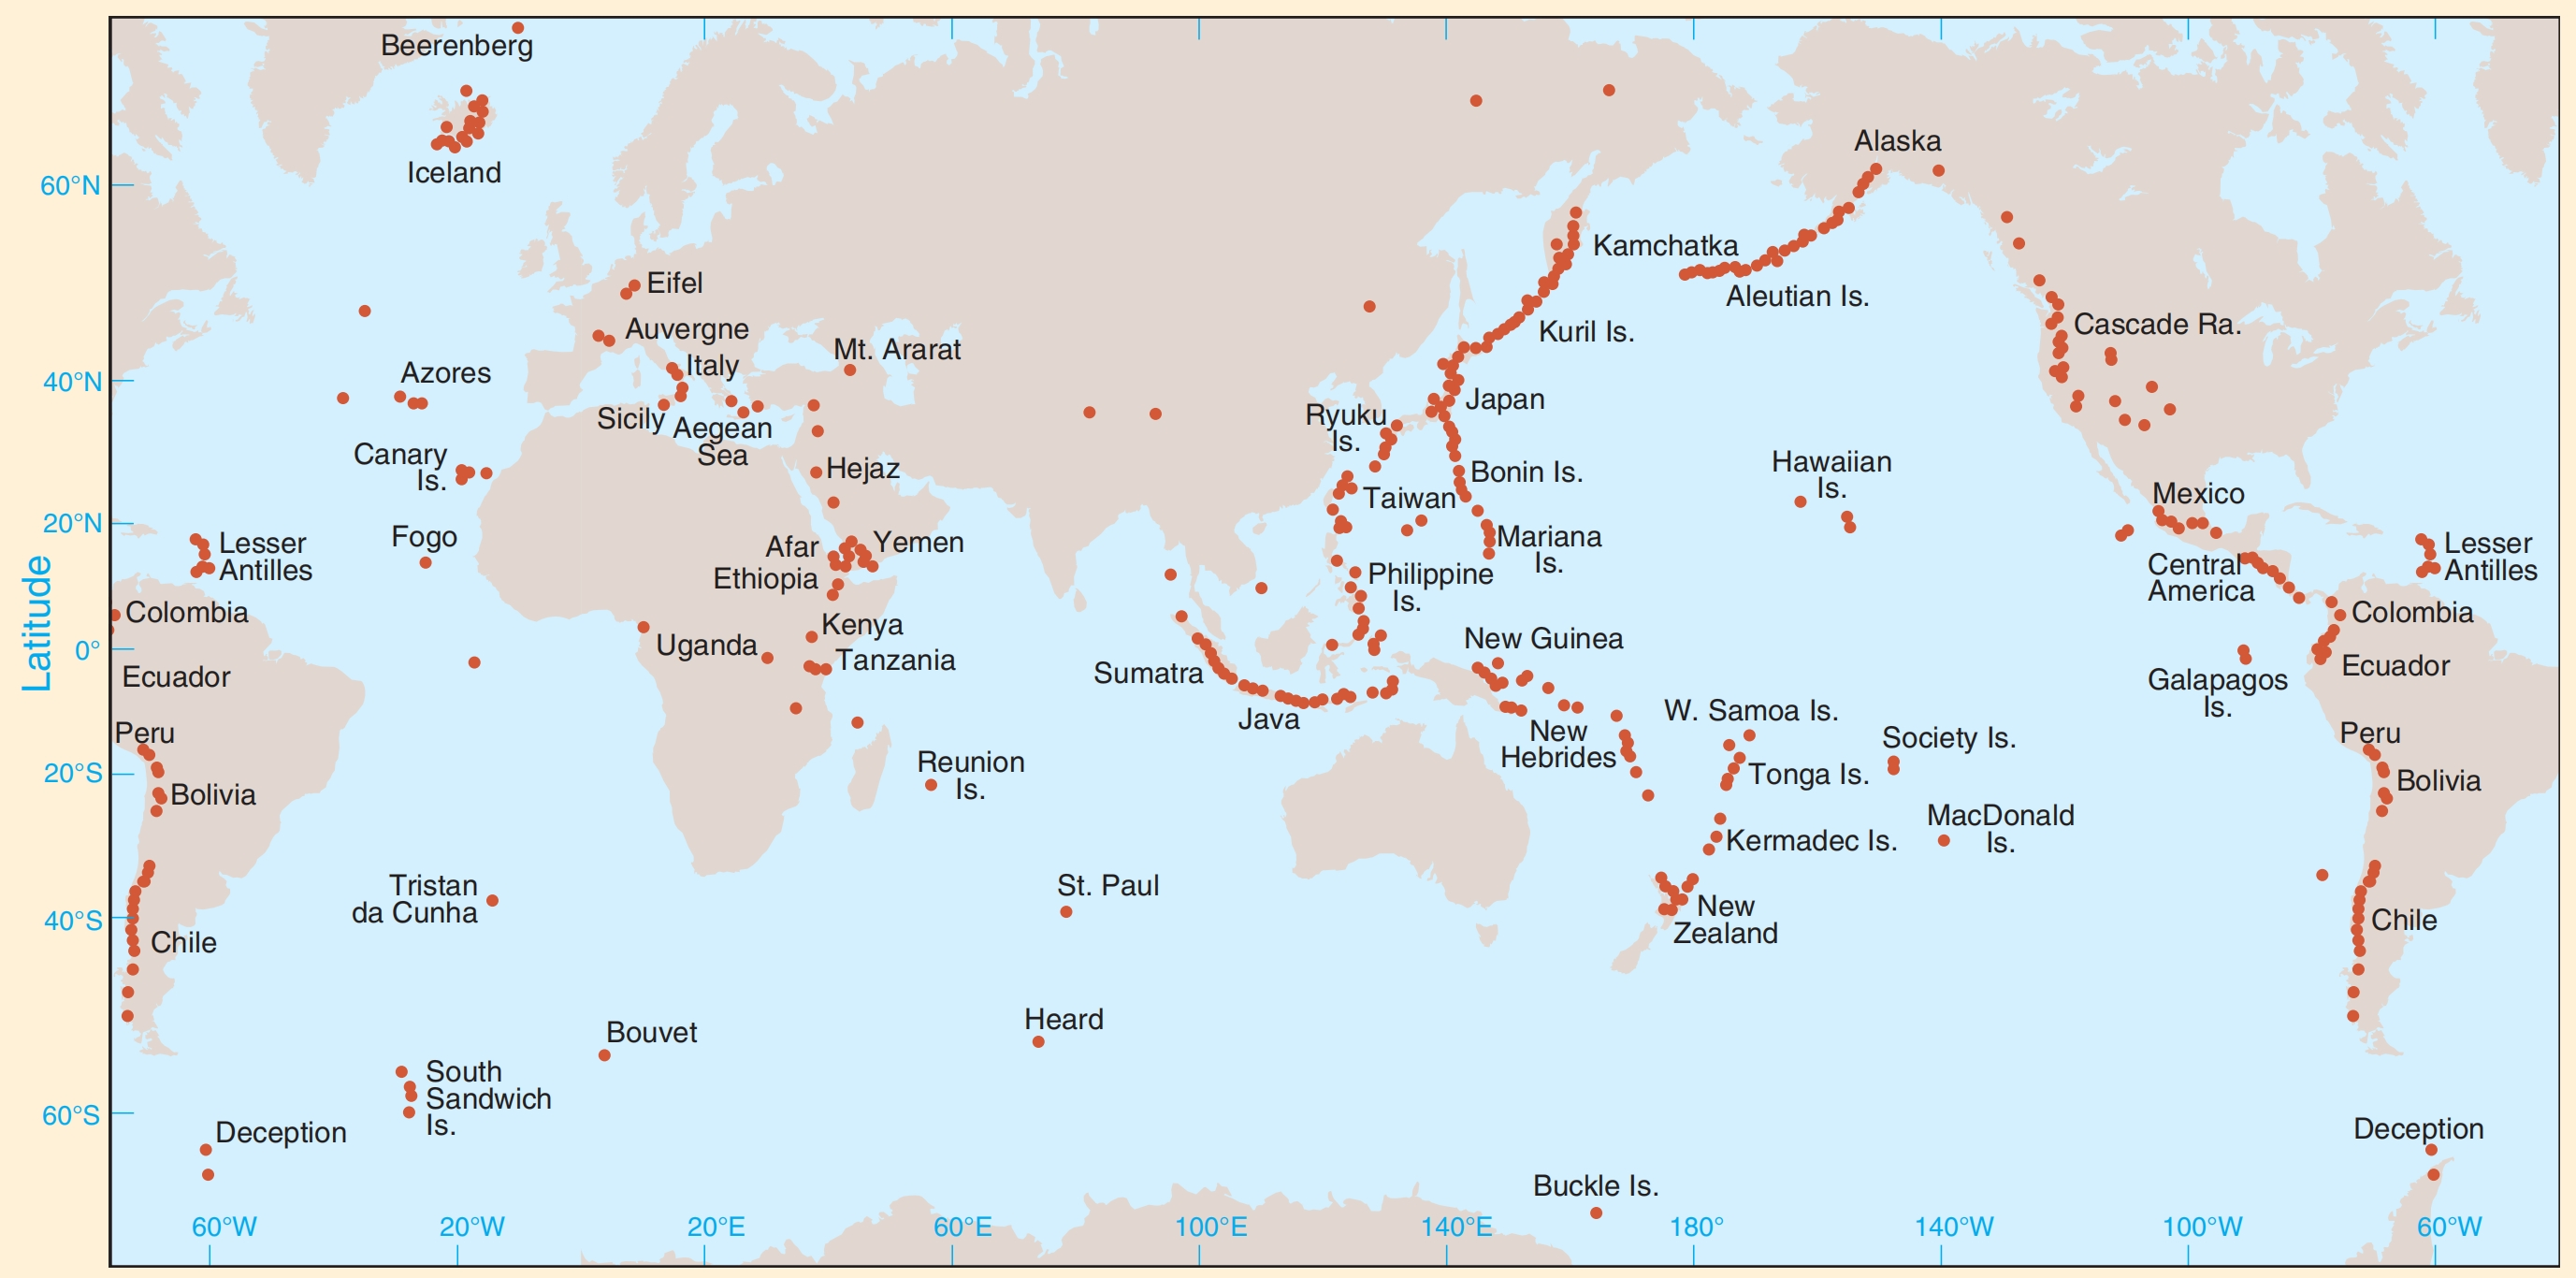 Beerenberg
Iceland
Alaska
60°N
Kamchatka
Eifel
Aleutian Is.
Auvergne
Kuril Is.
Cascade Ra.
Mt. Ararat
Italy
Azores
40°N
Japan
Ryuku
Is.
Sicily
Aegean
Sea
Canary
Is.
Hejaz
Bonin Is.
Hawaiian
Is.
Taiwan
Mexico
20°N
Fogo
Lesser
Antilles
Afar
Yemen
Mariana
Is.
Lesser
Antilles
Ethiopia
Philippine
Is.
Central
America
Latitude
Colombia
Kenya
Colombia
0°
Uganda
New Guinea
Tanzania
Sumatra
Ecuador
Ecuador
Galapagos
Is.
Java
W. Samoa Is.
Peru
New
Hebrides
Society Is.
Peru
20°S
Reunion
Is.
Tonga Is.
Bolivia
Bolivia
MacDonald
Is.
Kermadec Is.
Tristan
da Cunha
St. Paul
40°S
New
Zealand
Chile
Chile
Bouvet
Heard
South
Sandwich
Is.
60°S
Deception
Deception
Buckle Is.
60°W
20°W
20°E
60°E
100°E
140°E
180°
140°W
100°W
60°W